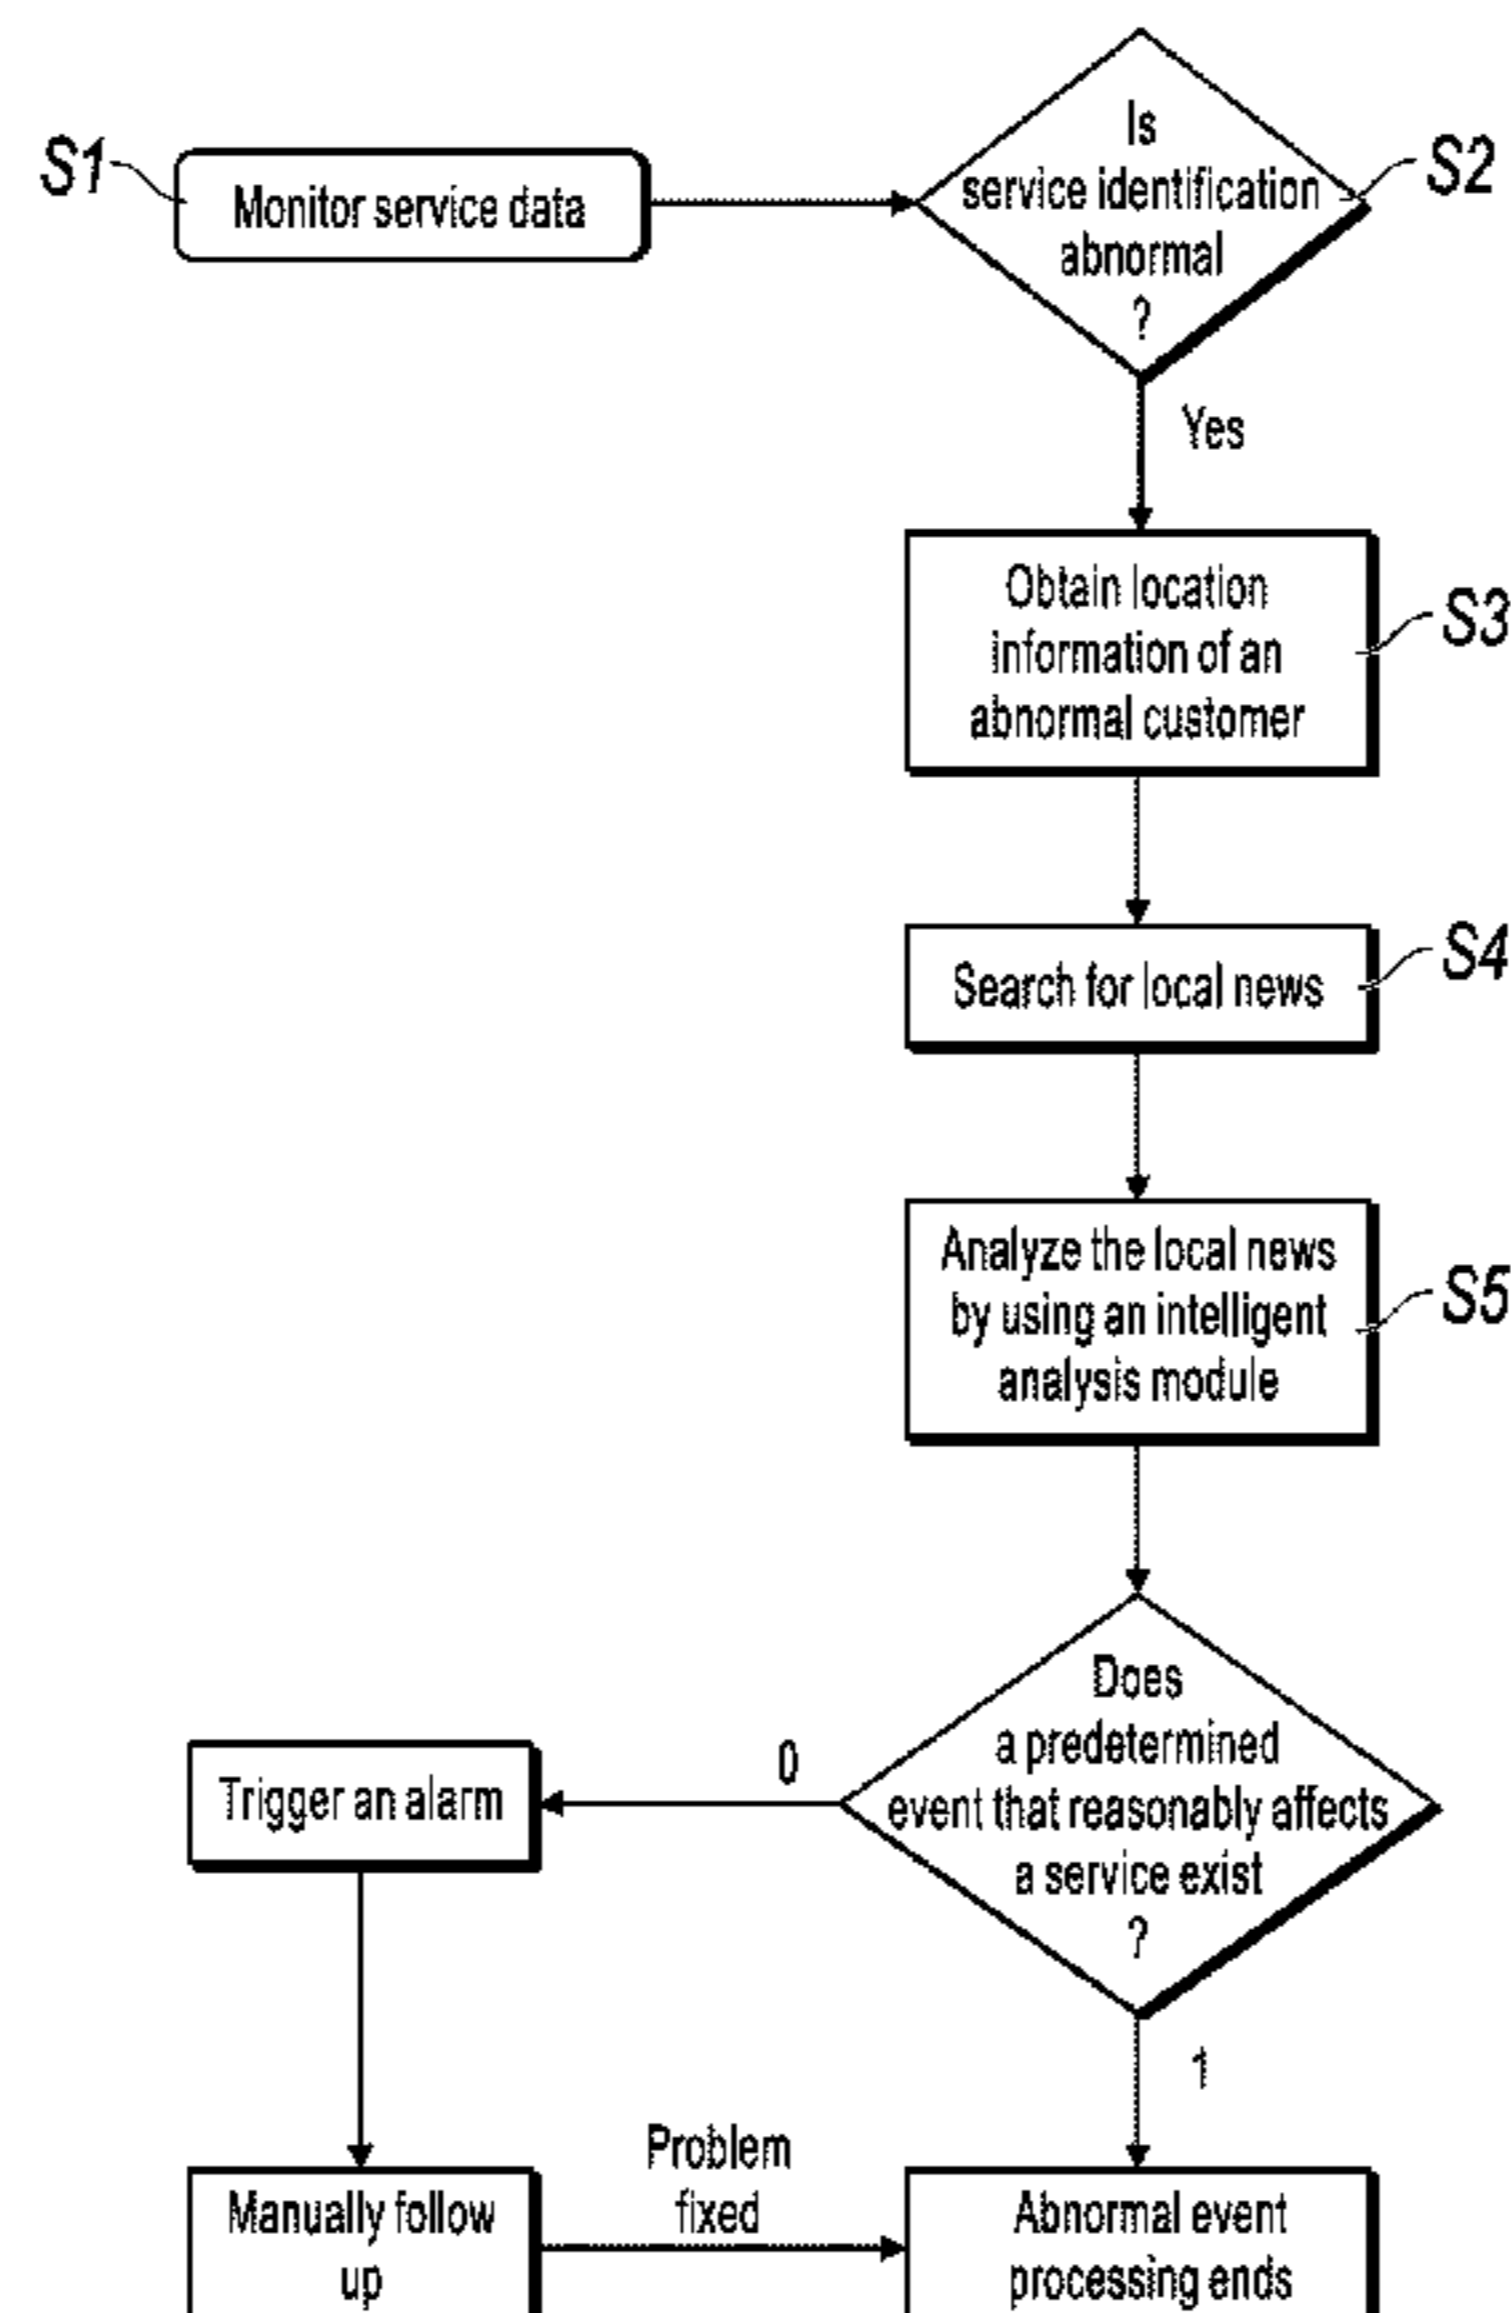 S1
Monitor service data
Is
service identification
abnormal
?
S2
Yes
Obtain location
information of an
abnormal customer
S3
Search for local news
S4
Analyze the local news
by using an intelligent
analysis module
S5
Does
a predetermined
event that reasonably affects
a service exist
?
0
Trigger an alarm
1
Manually follow
up
Problem
fixed
Abnormal event
processing ends